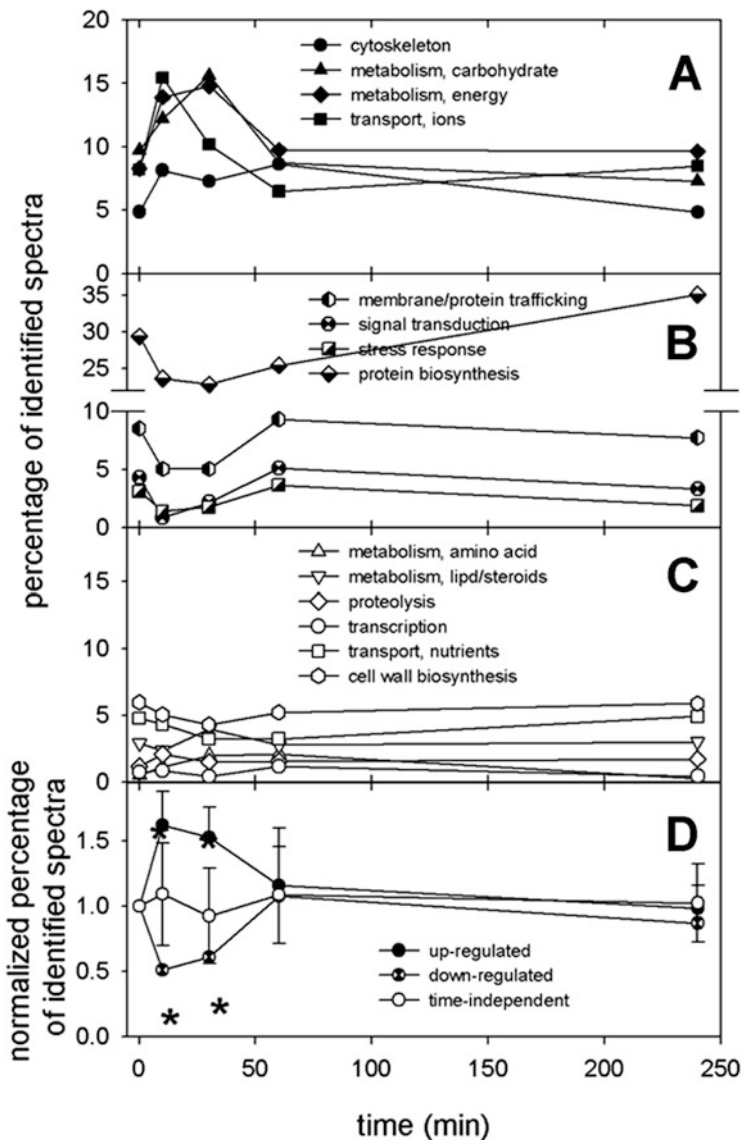 20
15
10
5
0
cytoskeleton
metabolism, carbohydrate
metabolism, energy
transport, ions
A
35
30
25
10
5
0
membrane/protein trafficking
signal transduction
stress response
protein biosynthesis
B
percentage of identified spectra
15
10
5
0
metabolism, amino acid
metabolism, lipd/steroids
proteolysis
transcription
transport, nutrients
cell wall biosynthesis
C
normalized percentage
of identified spectra
1.5
1.0
0.5
0.0
* *
* *
up-regulated
down-regulated
time-independent
D
0 50 100 150 200 250
time (min)